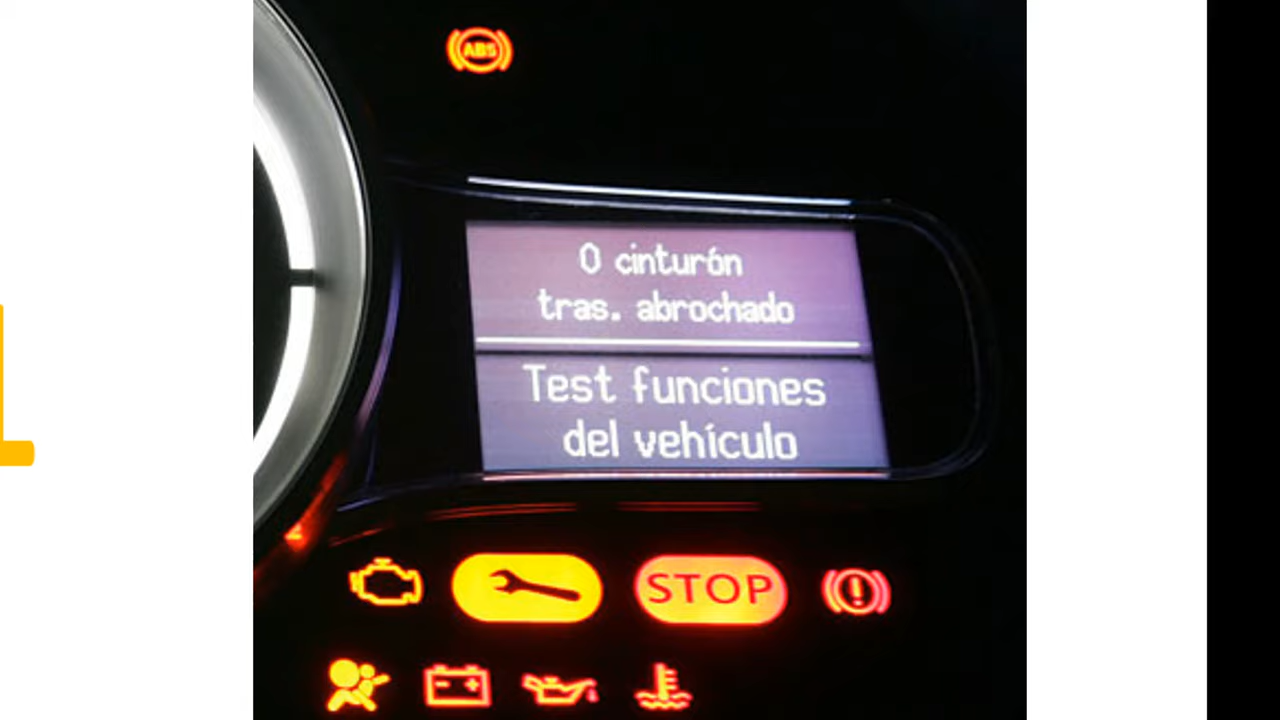 ABS
0 cinturón
tras. abrochado
Test funciones
del vehículo
STOP